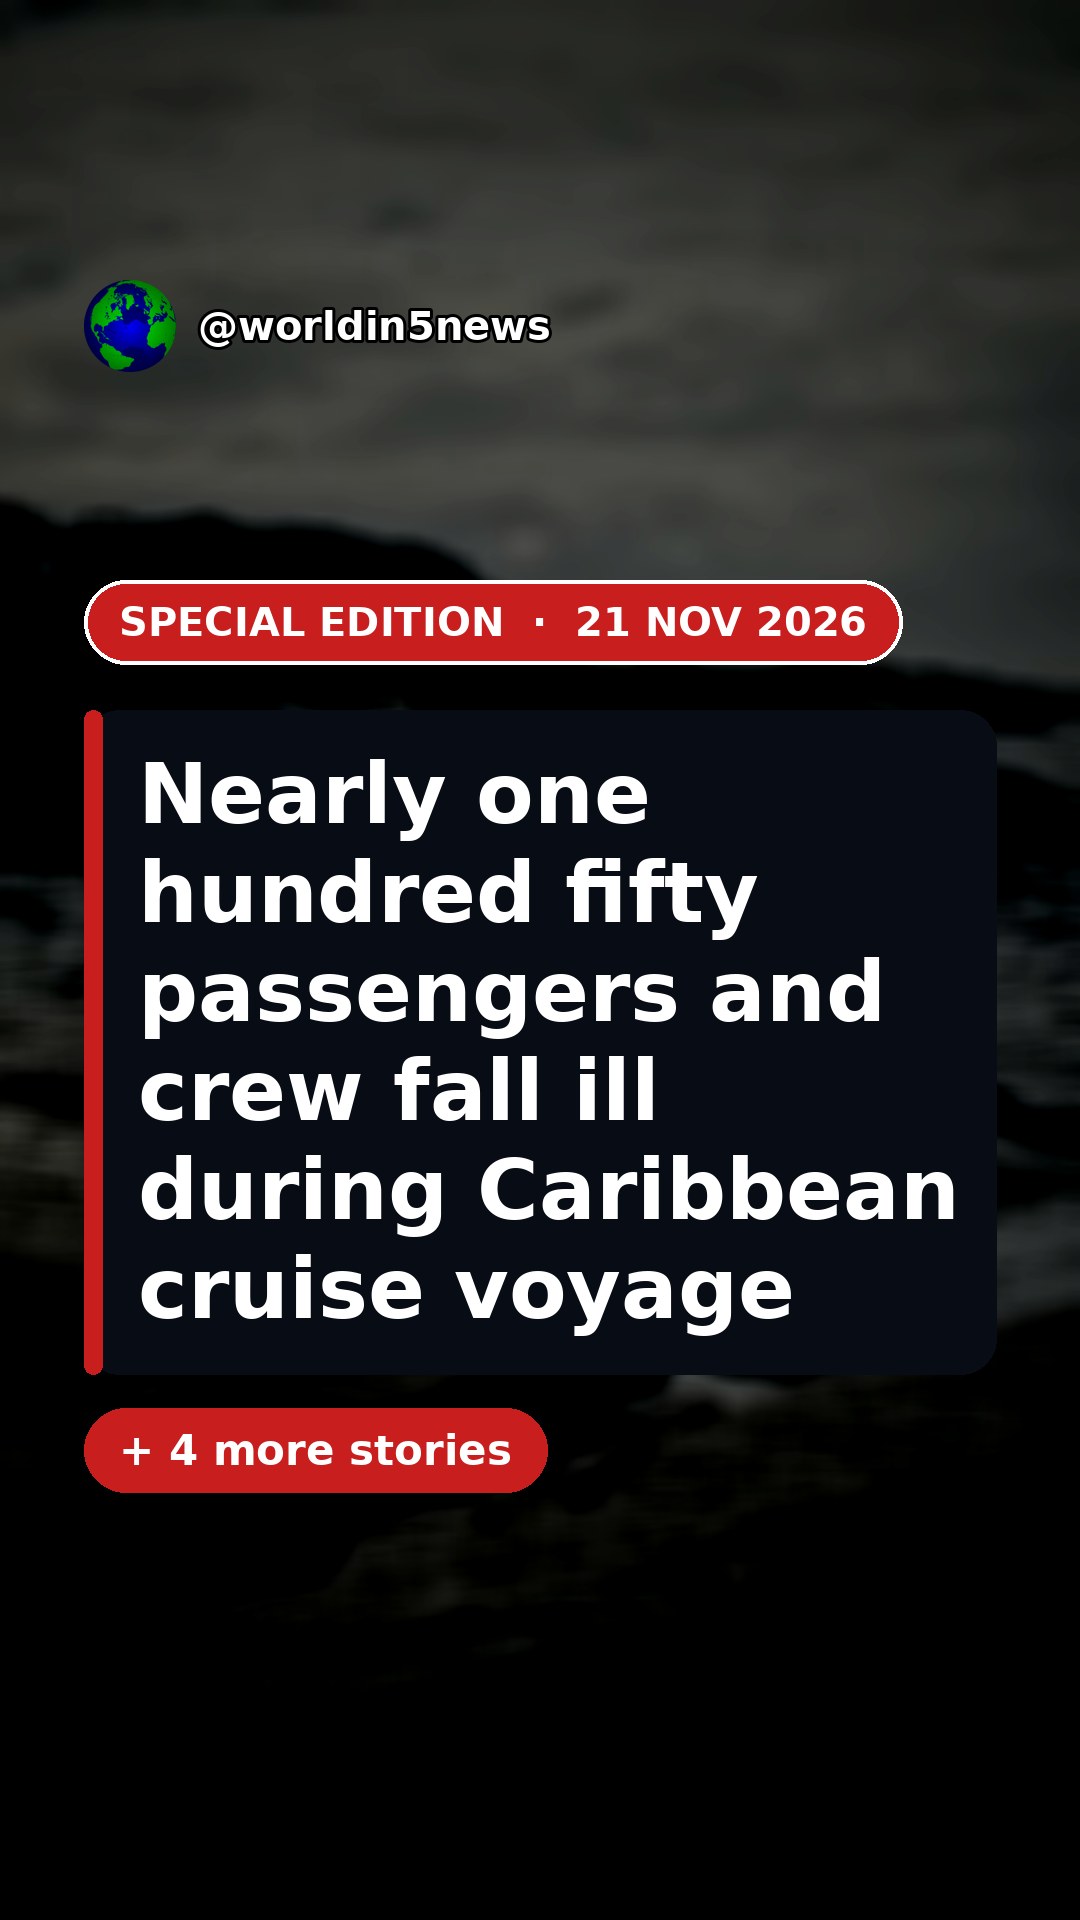 @worldin5news
SPECIAL EDITION · 21 NOV 2026
Nearly one
hundred fifty
passengers and
crew fall ill
during Caribbean
cruise voyage
+ 4 more stories